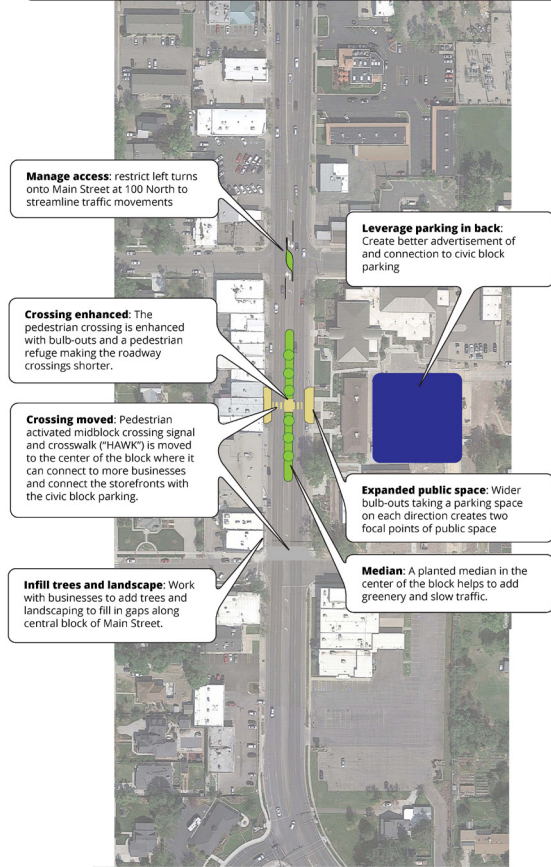 Manage access: restrict left turns
onto Main Street at 100 North to
streamline traffic movements
Leverage parking in back:
Create better advertisement of
and connection to civic block
parking
Crossing enhanced: The
pedestrian crossing is enhanced
with bulb-outs and a pedestrian
refuge making the roadway
crossings shorter.
Crossing moved: Pedestrian
activated midblock crossing signal
and crosswalk ("HAWK") is moved
to the center of the block where it
can connect to more businesses
and connect the storefronts with
the civic block parking.
Expanded public space: Wider
bulb-outs taking a parking space
on each direction creates two
focal points of public space
Infill trees and landscape: Work
with businesses to add trees and
landscaping to fill in gaps along
central block of Main Street.
Median: A planted median in the
center of the block helps to add
greenery and slow traffic.